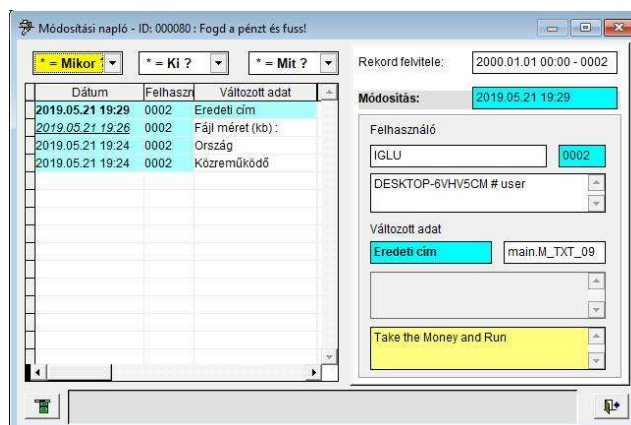 Módosítási napló - ID: 000080 : Fogd a pénzt és fuss!
* = Mikor ?
* = Ki ?
* = Mit ?
Dátum Felhaszn Változott adat
2019.05.21 19:29 0002 Eredeti cím
2019.05.21 19:26 0002 Fájl méret (kb) :
2019.05.21 19:24 0002 Ország
2019.05.21 19:24 0002 Közreműködő
Rekord felvitele: 2000.01.01 00:00 - 0002
Módosítás: 2019.05.21 19:29
Felhasználó
IGLU 0002
DESKTOP-6VHV5CM # user
Változott adat
Eredeti cím main.M_TXT_09
Take the Money and Run